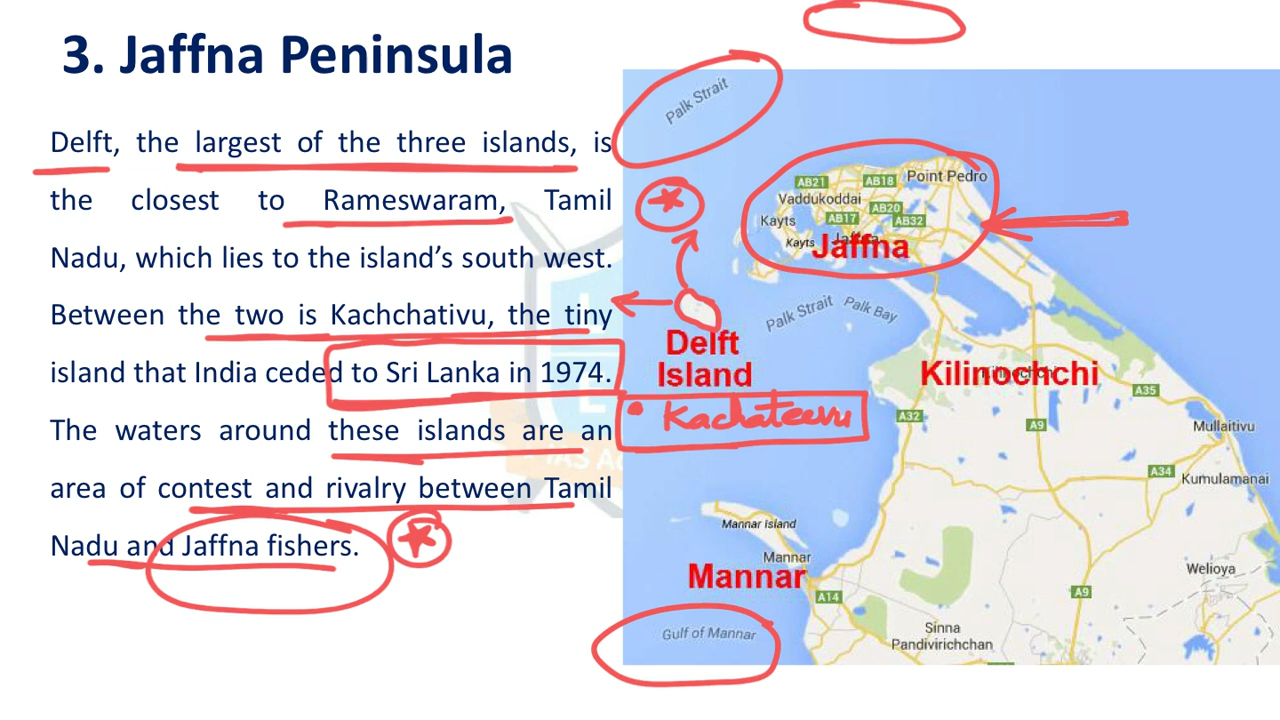 3. Jaffna Peninsula
Delft, the largest of the three islands, is
the closest to Rameswaram, Tamil
Nadu, which lies to the island's south west.
Between the two is Kachchativu, the tiny
island that India ceded to Sri Lanka in 1974.
The waters around these islands are an
area of contest and rivalry between Tamil
Nadu and Jaffna fishers.
Palk Strait
AB21
AB18
Point Pedro
Vaddukoddai
AB20
Kayts
AB17
AB32
Kayts
Jaffna
Palk Strait
Palk Bay
Delft
Island
Kilinochchi
A35
Kachateevu
A32
A9
Mullaitivu
A34
Kumulamanai
Mannar Island
Mannar
Mannar
Welioya
A14
A9
Gulf of Mannar
Sinna
Pandivirichchan